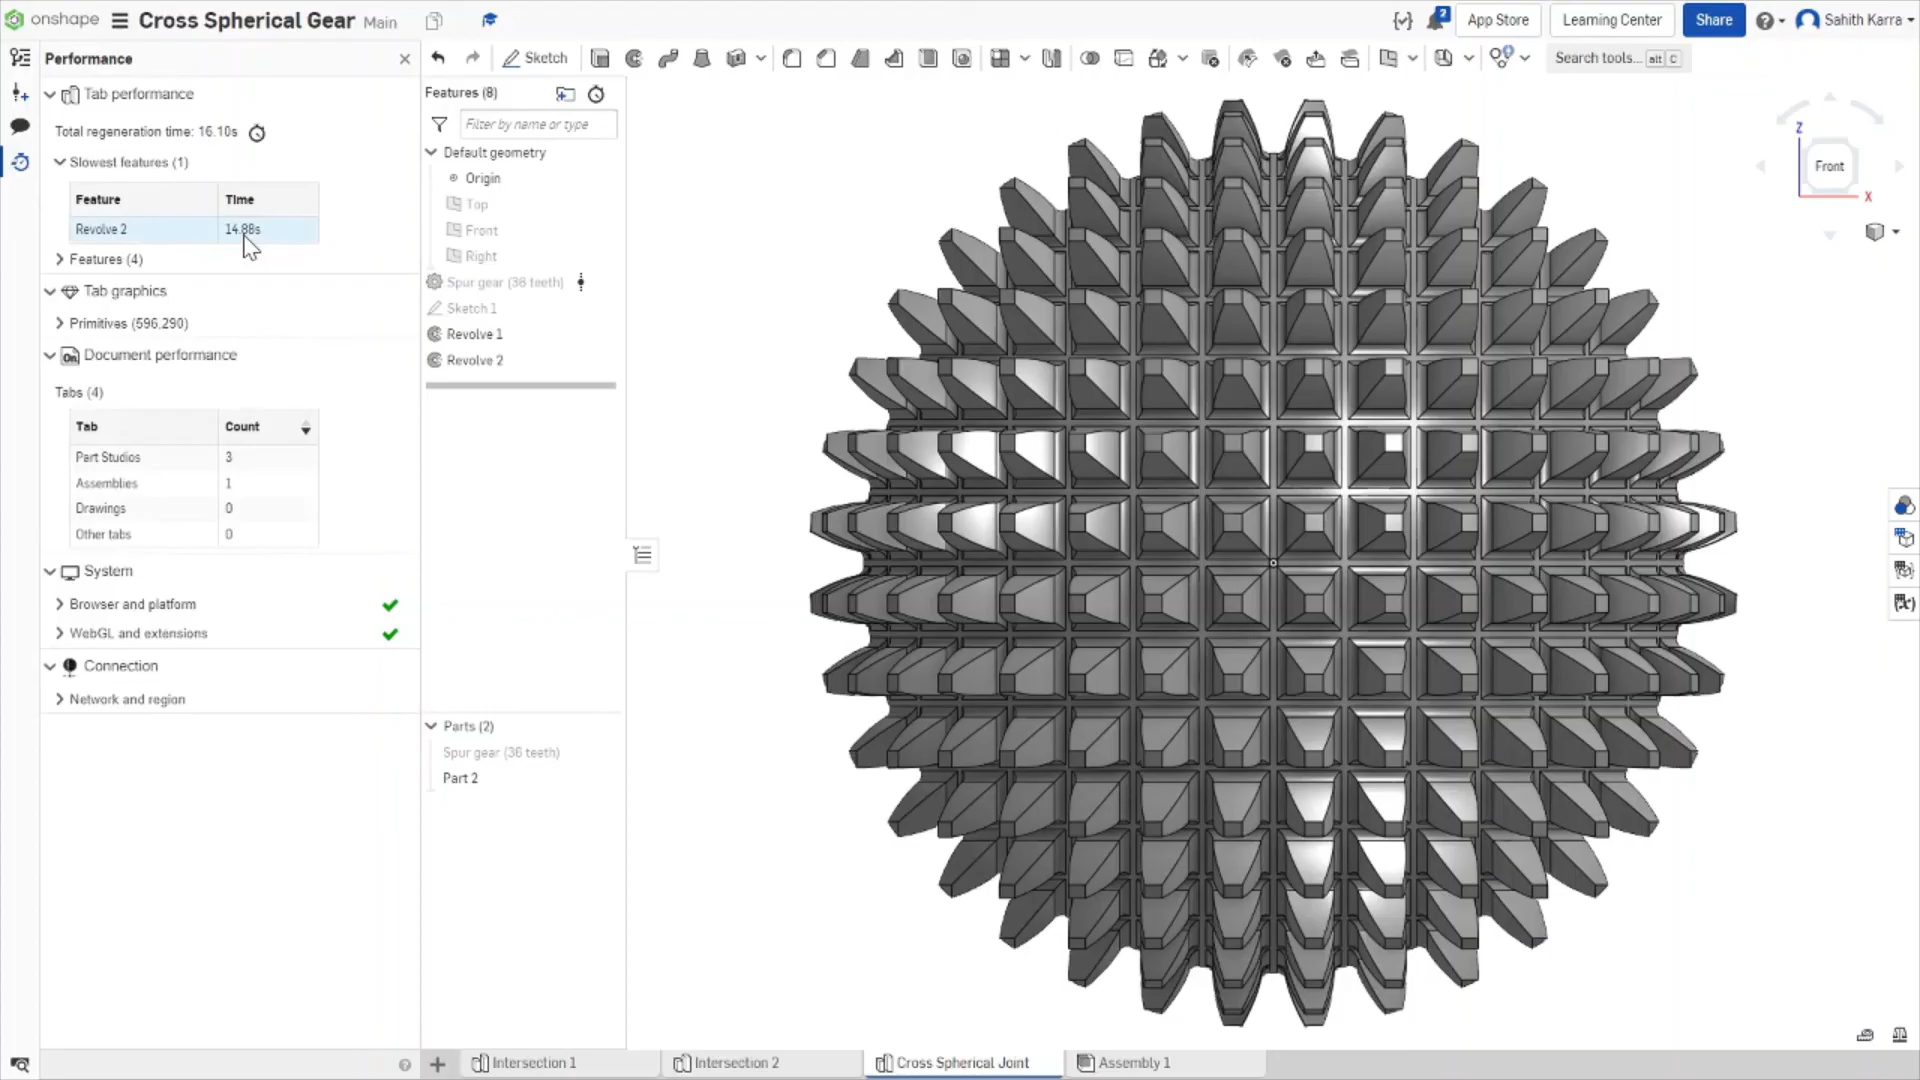 onshape Cross Spherical Gear Main
2 App Store Learning Center Share Sahith Karra
Performance
Sketch
Search tools... alt C
Tab performance
Total regeneration time: 16.10s
Slowest features (1)
Feature Time
Revolve 2 14.88s
Features (4)
Tab graphics
Primitives (596,290)
Document performance
Tabs (4)
Tab Count
Part Studios 3
Assemblies 1
Drawings 0
Other tabs 0
System
Browser and platform
WebGL and extensions
Connection
Network and region
Features (8)
Filter by name or type
Default geometry
Origin
Top
Front
Right
Spur gear (36 teeth)
Sketch 1
Revolve 1
Revolve 2
Parts (2)
Spur gear (36 teeth)
Part 2
Z
Front
X
Intersection 1
Intersection 2
Cross Spherical Joint
Assembly 1